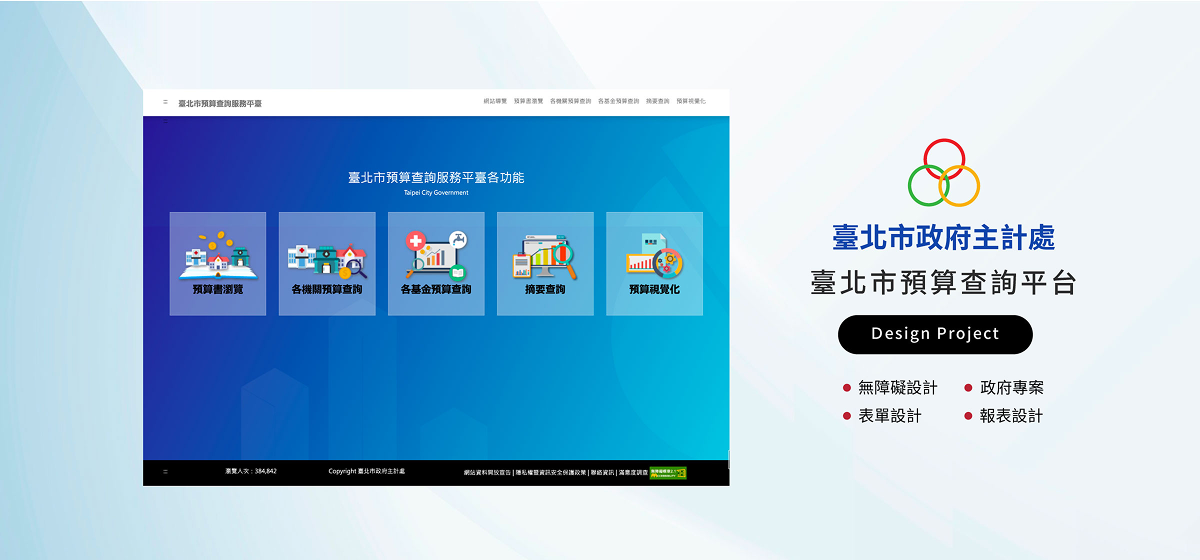 臺北市預算查詢服務平臺
網站導覽 預算書瀏覽 各機關預算查詢 各基金預算查詢 摘要查詢 預算視覺化
臺北市預算查詢服務平臺各功能
Taipei City Government
預算書瀏覽 各機關預算查詢 各基金預算查詢 摘要查詢 預算視覺化
瀏覽人次：384,842 Copyright 臺北市政府主計處 網站資料開放宣告 | 隱私權暨資訊安全保護政策 | 聯絡資訊 | 滿意度調查
臺北市政府主計處
臺北市預算查詢平台
Design Project
無障礙設計 政府專案
表單設計 報表設計